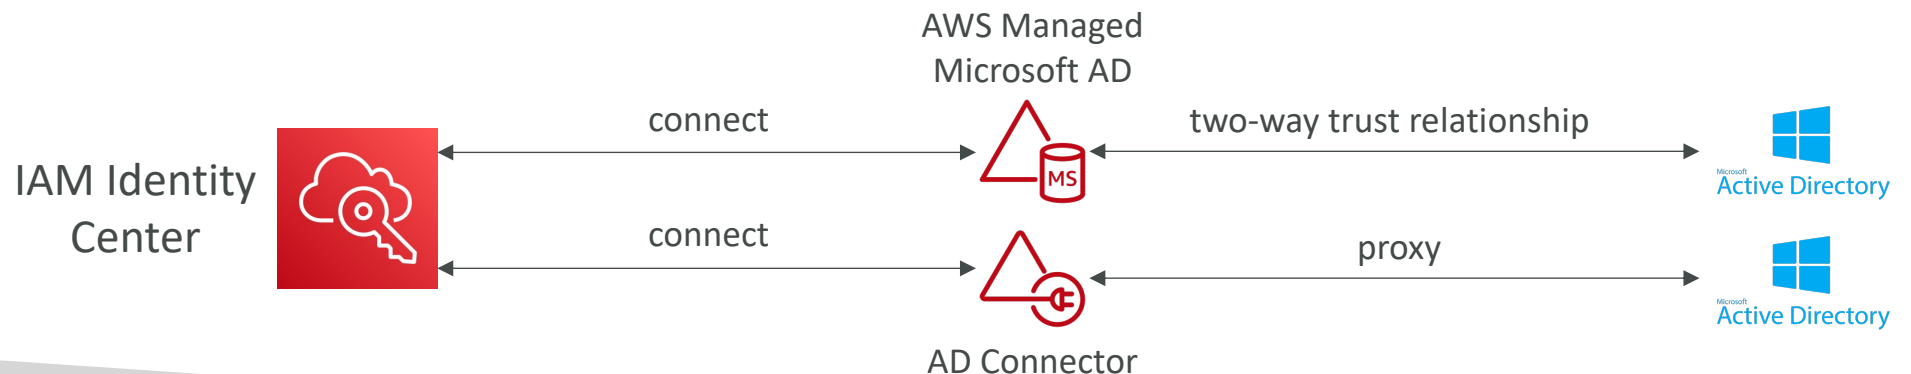 AWS Managed
Microsoft AD
connect
two-way trust relationship
MS
IAM Identity
Center
Microsoft
Active Directory
connect
proxy
Microsoft
Active Directory
AD Connector